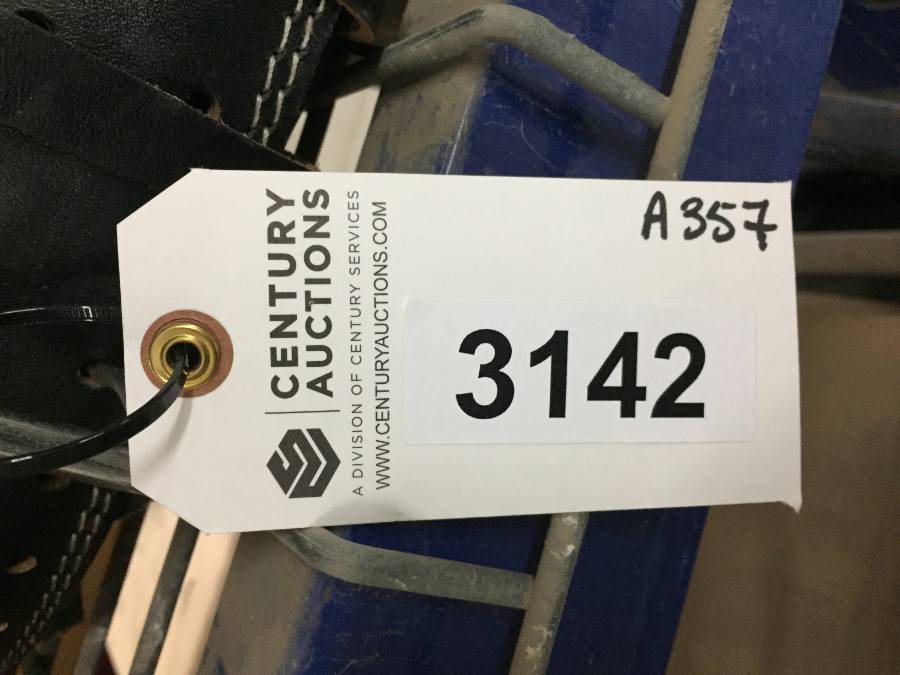 CENTURY
AUCTIONS
A DIVISION OF CENTURY SERVICES
WWW.CENTURYAUCTIONS.COM
A357
3142